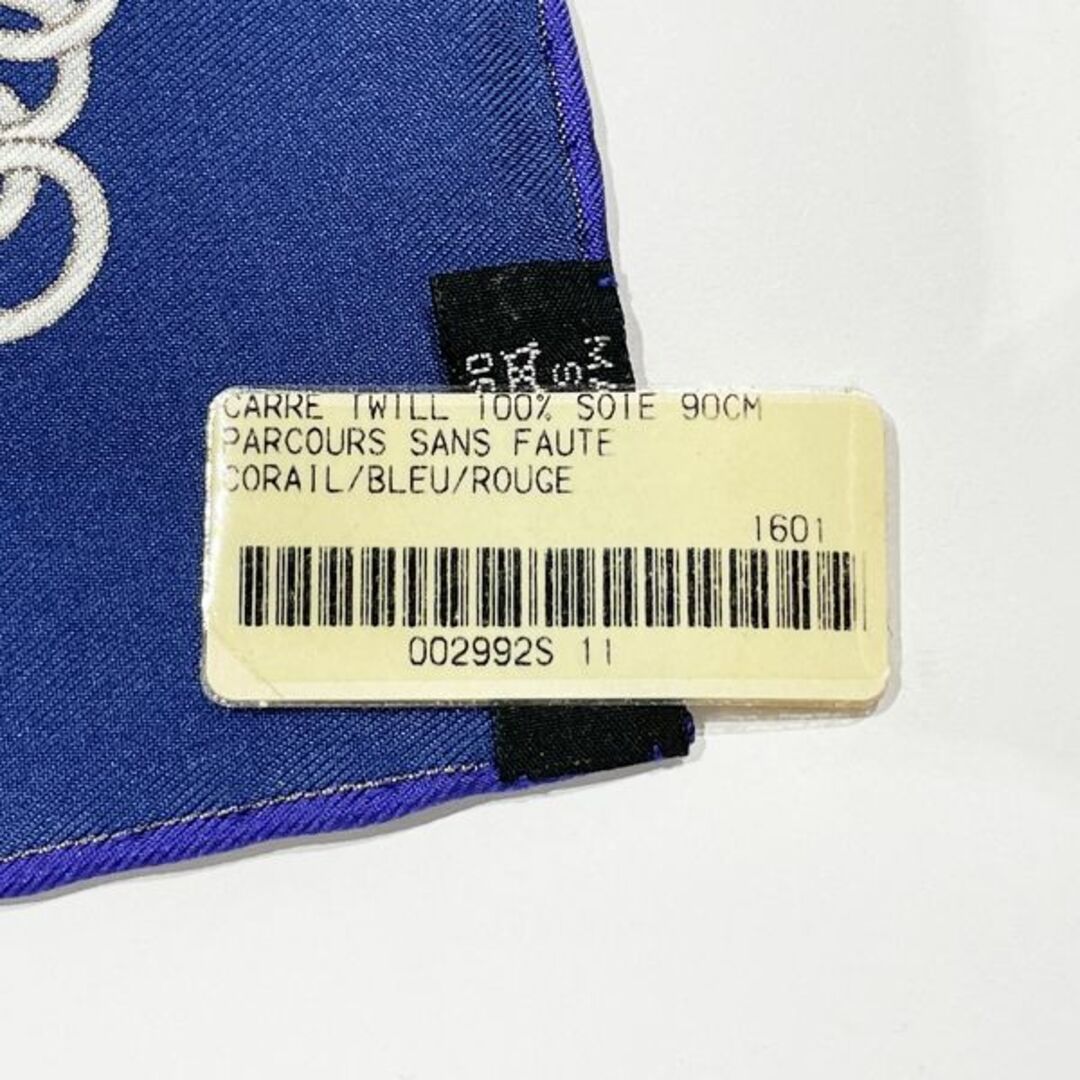 CARRE TWILL 100% SOIE 90CM
PARCOURS SANS FAUTE
CORAIL/BLEU/ROUGE
1601
002992S 11